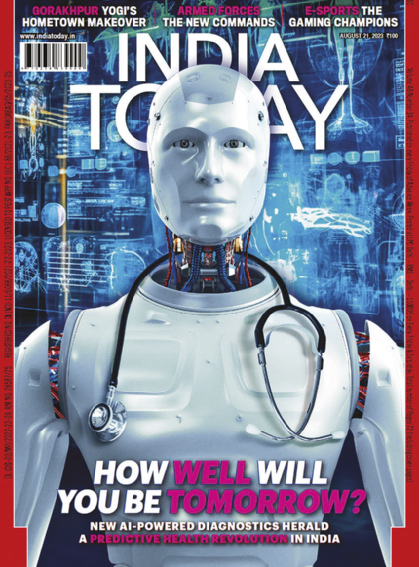 GORAKHPUR YOGI'S
HOMETOWN MAKEOVER
ARMED FORCES
THE NEW COMMANDS
E-SPORTS THE
GAMING CHAMPIONS
www.indiatoday.in
AUGUST 21, 2023 ₹100
INDIA
TODAY
HOW WELL WILL
YOU BE TOMORROW?
NEW AI-POWERED DIAGNOSTICS HERALD
A PREDICTIVE HEALTH REVOLUTION IN INDIA